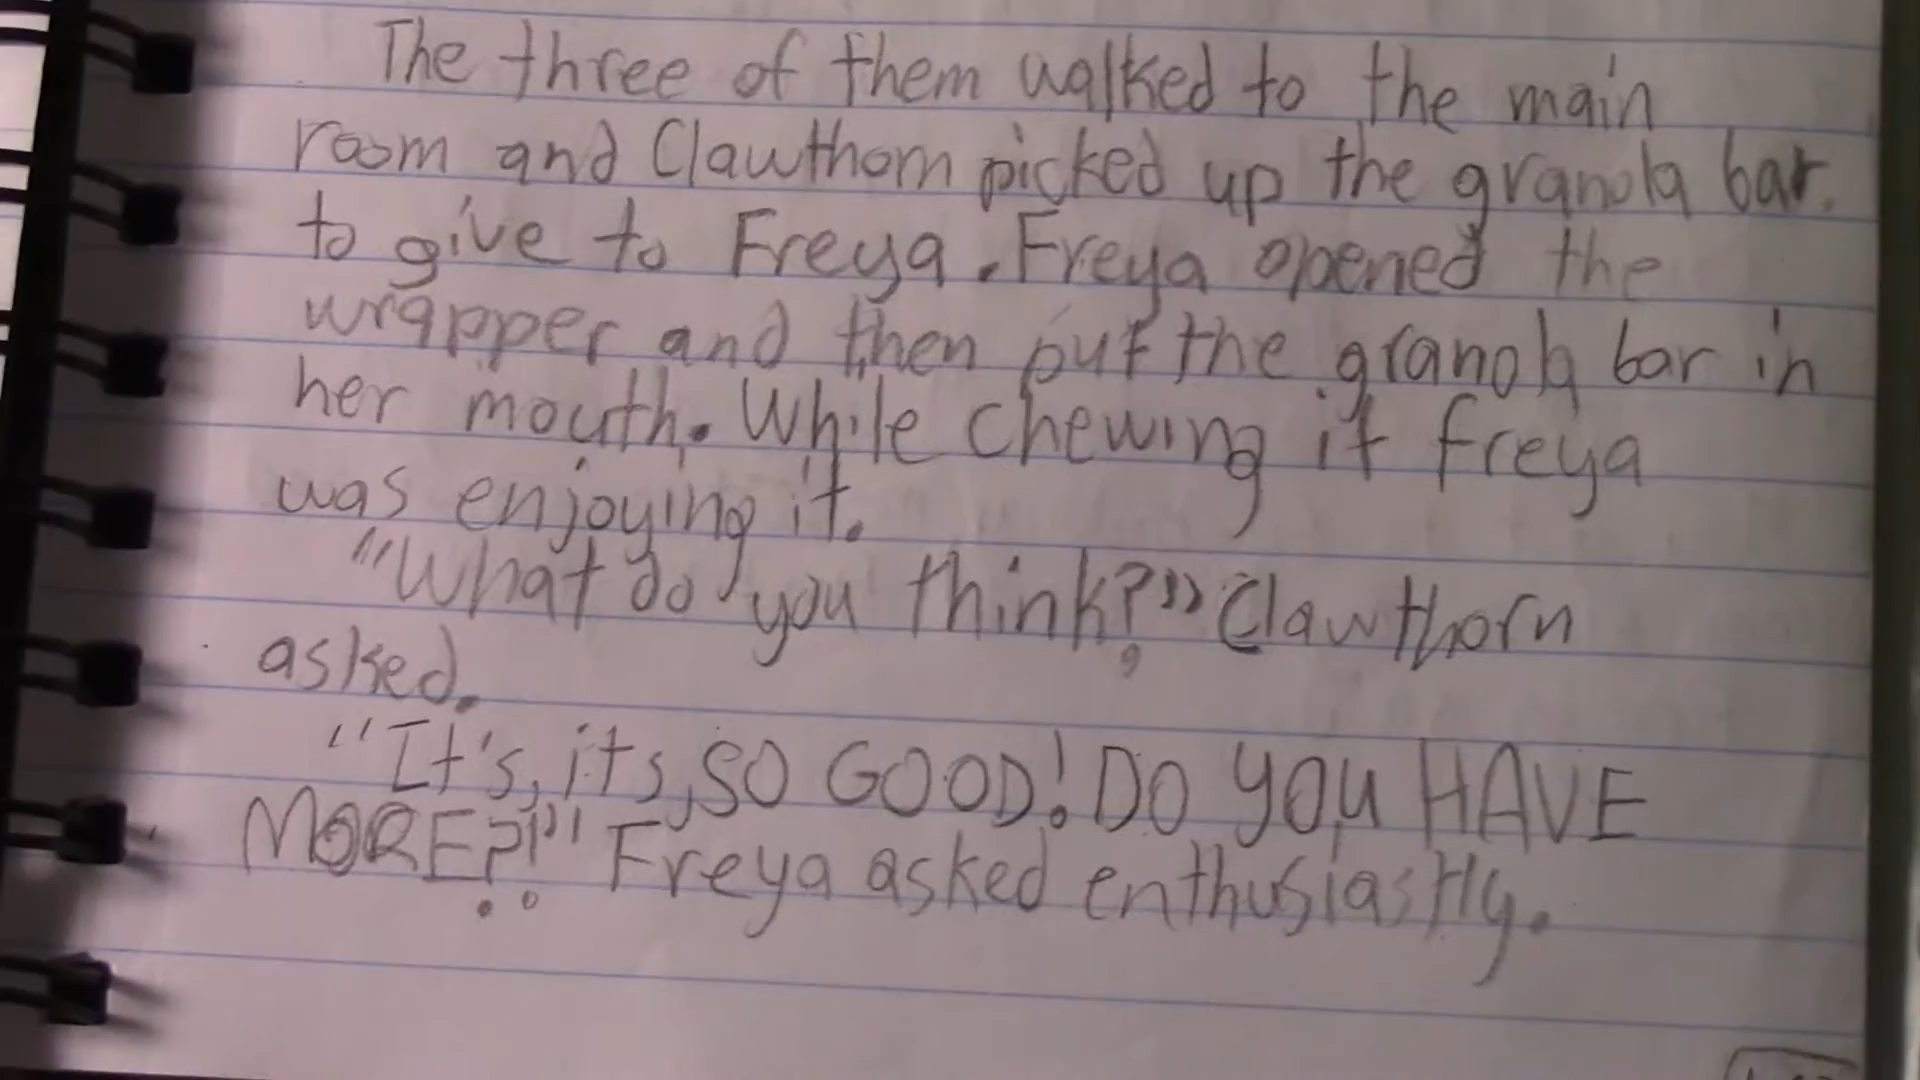 The three of them walked to the main
room and Clawthorn picked up the granola bar.
to give to Freya. Freya opened the
wrapper and then put the granola bar in
her mouth. While chewing it freya
was enjoying it.
"What do you think?" Clawthorn
asked.
"It's, its, SO GOOD! DO YOU HAVE
MORE?!" Freya asked enthusiastly.